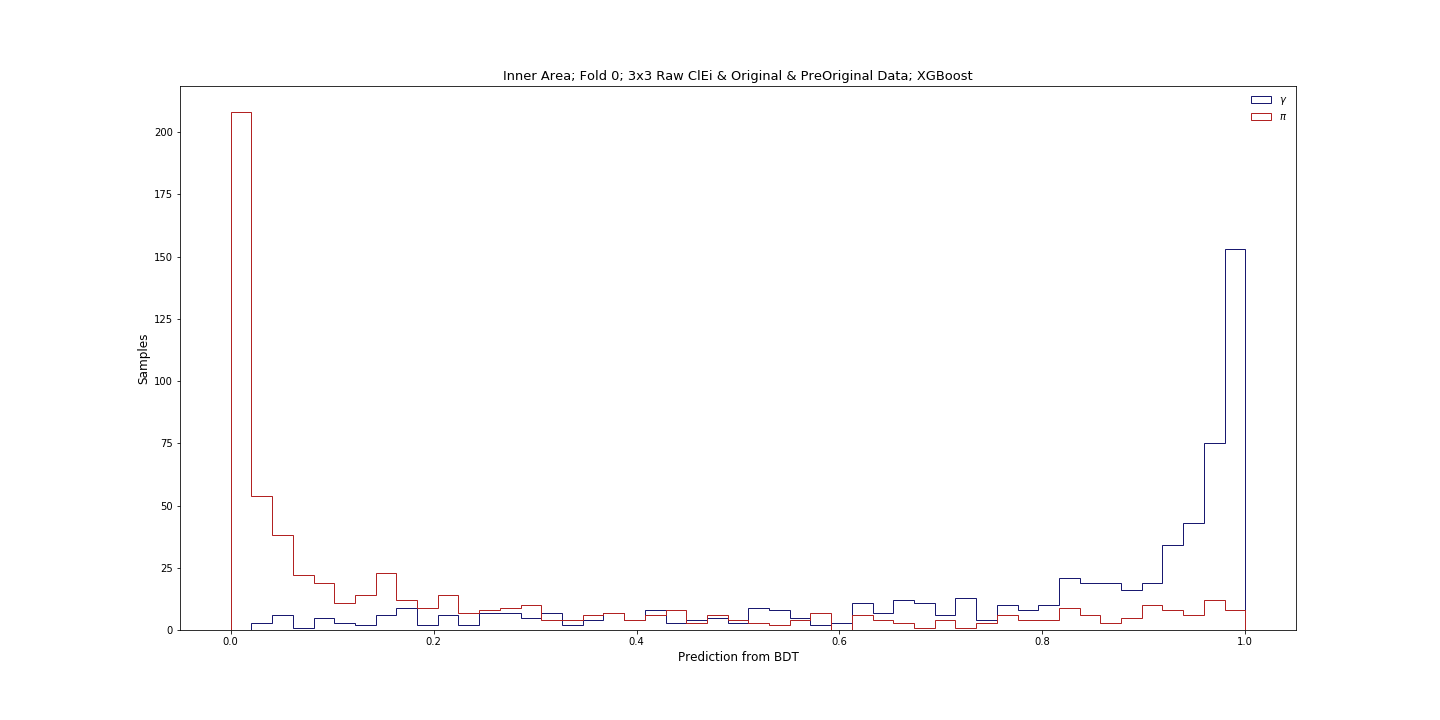 Inner Area; Fold 0; 3x3 Raw ClEi & Original & PreOriginal Data; XGBoost
γ
π
200
175
150
125
100
75
50
25
0
Samples
0.0 0.2 0.4 0.6 0.8 1.0
Prediction from BDT